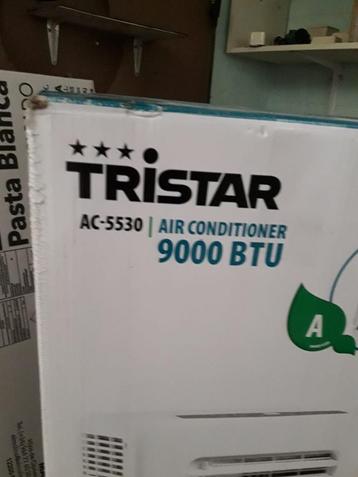 TRISTAR
AC-5530 | AIR CONDITIONER
9000 BTU
A
Pasta Blanca